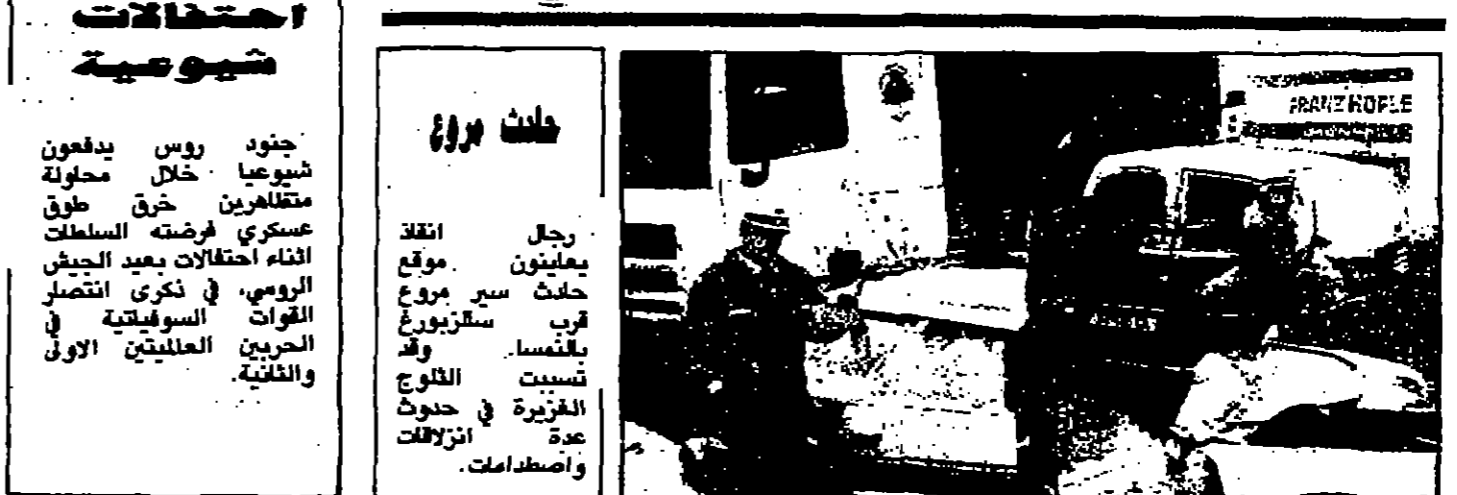 حادث مروع
رجال انقاذ
يعاينون موقع
حادث سير مروع
قرب سالزبورغ
بالنمسا. وقد
تسببت الثلوج
الغزيرة في حدوث
عدة انزلاقات
واصطدامات.
احتفالات
شيوعية
جنود روس يدفعون
شيوعيا خلال محاولة
متظاهرين خرق طوق
عسكري فرضته السلطات
اثناء احتفالات بعيد الجيش
الروسي، في ذكرى انتصار
القوات السوفياتية في
الحربين العالميتين الاولى
والثانية.